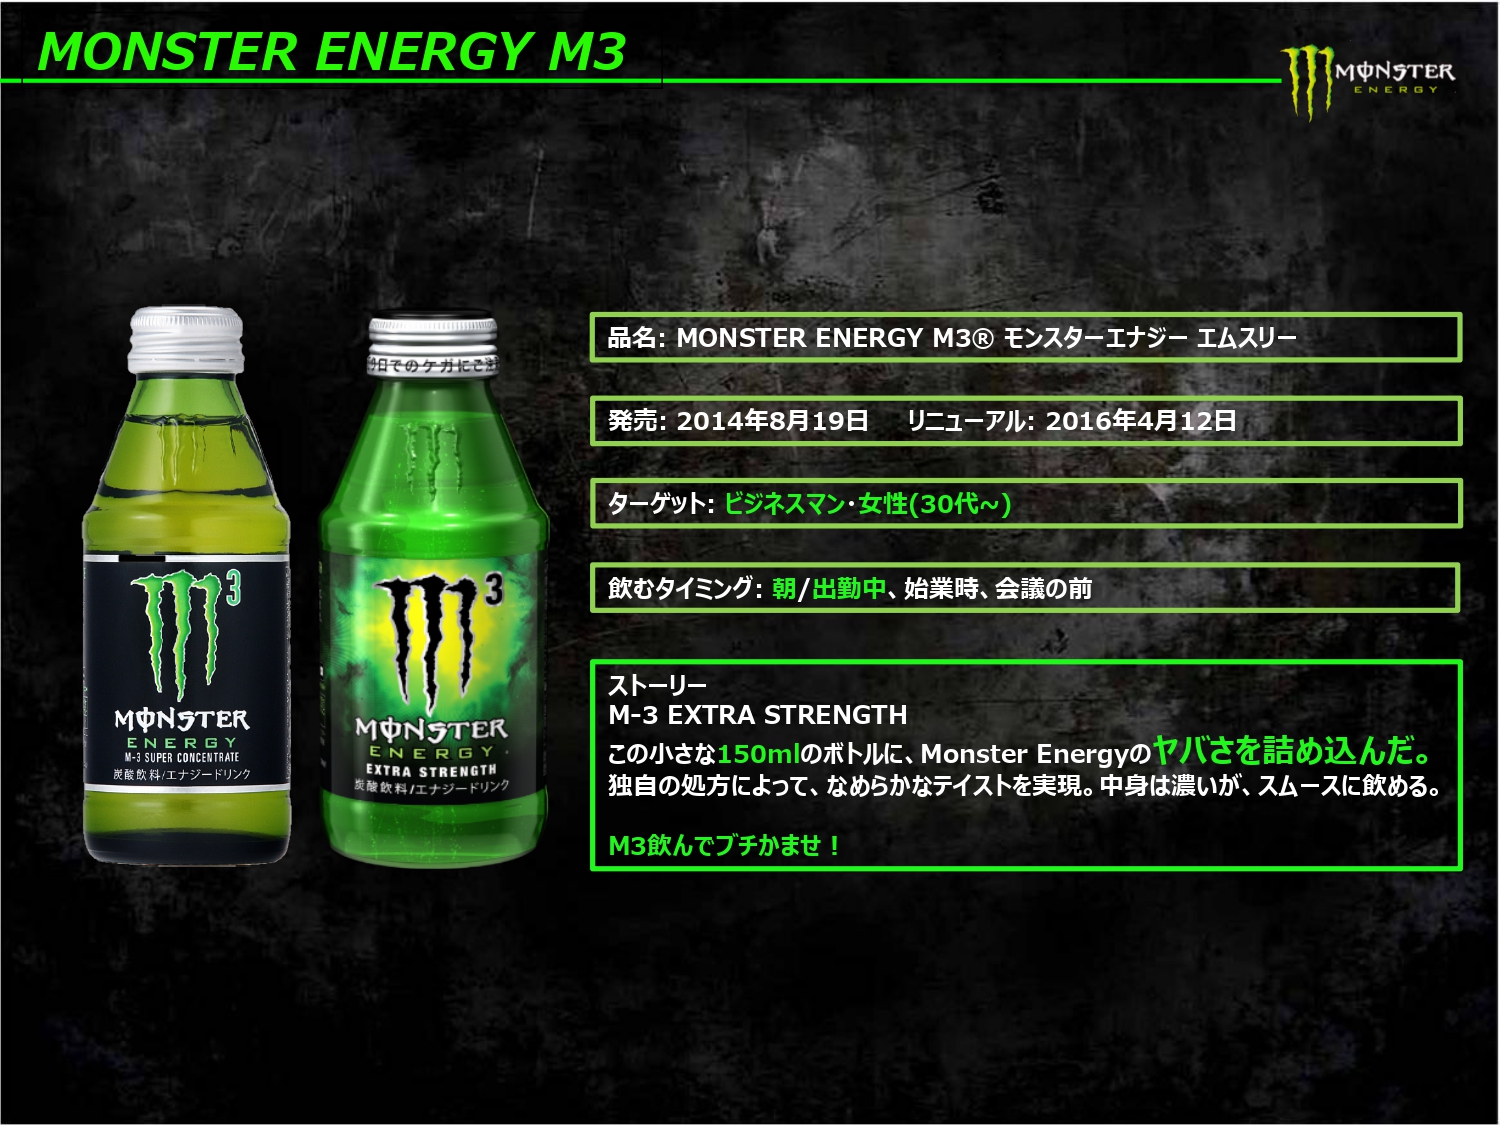 MONSTER ENERGY M3
MONSTER
ENERGY
品名: MONSTER ENERGY M3® モンスターエナジー エムスリー
発売: 2014年8月19日 リニューアル: 2016年4月12日
ターゲット: ビジネスマン・女性(30代~)
飲むタイミング: 朝/出勤中、始業時、会議の前
ストーリー
M-3 EXTRA STRENGTH
この小さな150mlのボトルに、Monster Energyのヤバさを詰め込んだ。
独自の処方によって、なめらかなテイストを実現。中身は濃いが、スムースに飲める。
M3飲んでブチかませ！
3
MONSTER
ENERGY
M-3 SUPER CONCENTRATE
炭酸飲料/エナジードリンク
口でのケガにご注
3
MONSTER
ENERGY
EXTRA STRENGTH
炭酸飲料/エナジードリンク